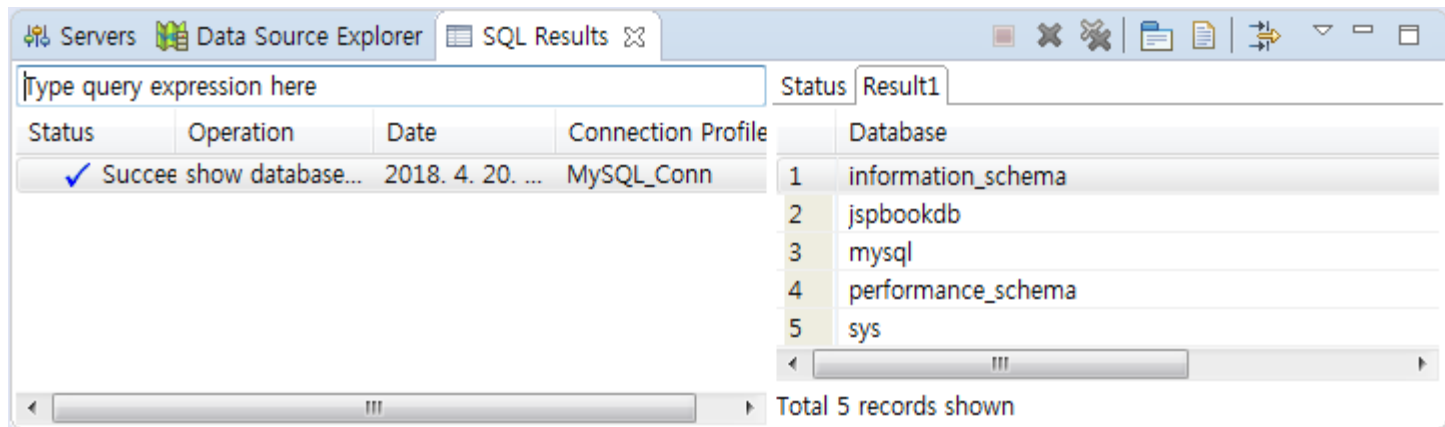 Servers Data Source Explorer SQL Results
Type query expression here
Status Operation Date Connection Profile
Succee show database... 2018. 4. 20. ... MySQL_Conn
Status Result1
Database
1 information_schema
2 jspbookdb
3 mysql
4 performance_schema
5 sys
Total 5 records shown